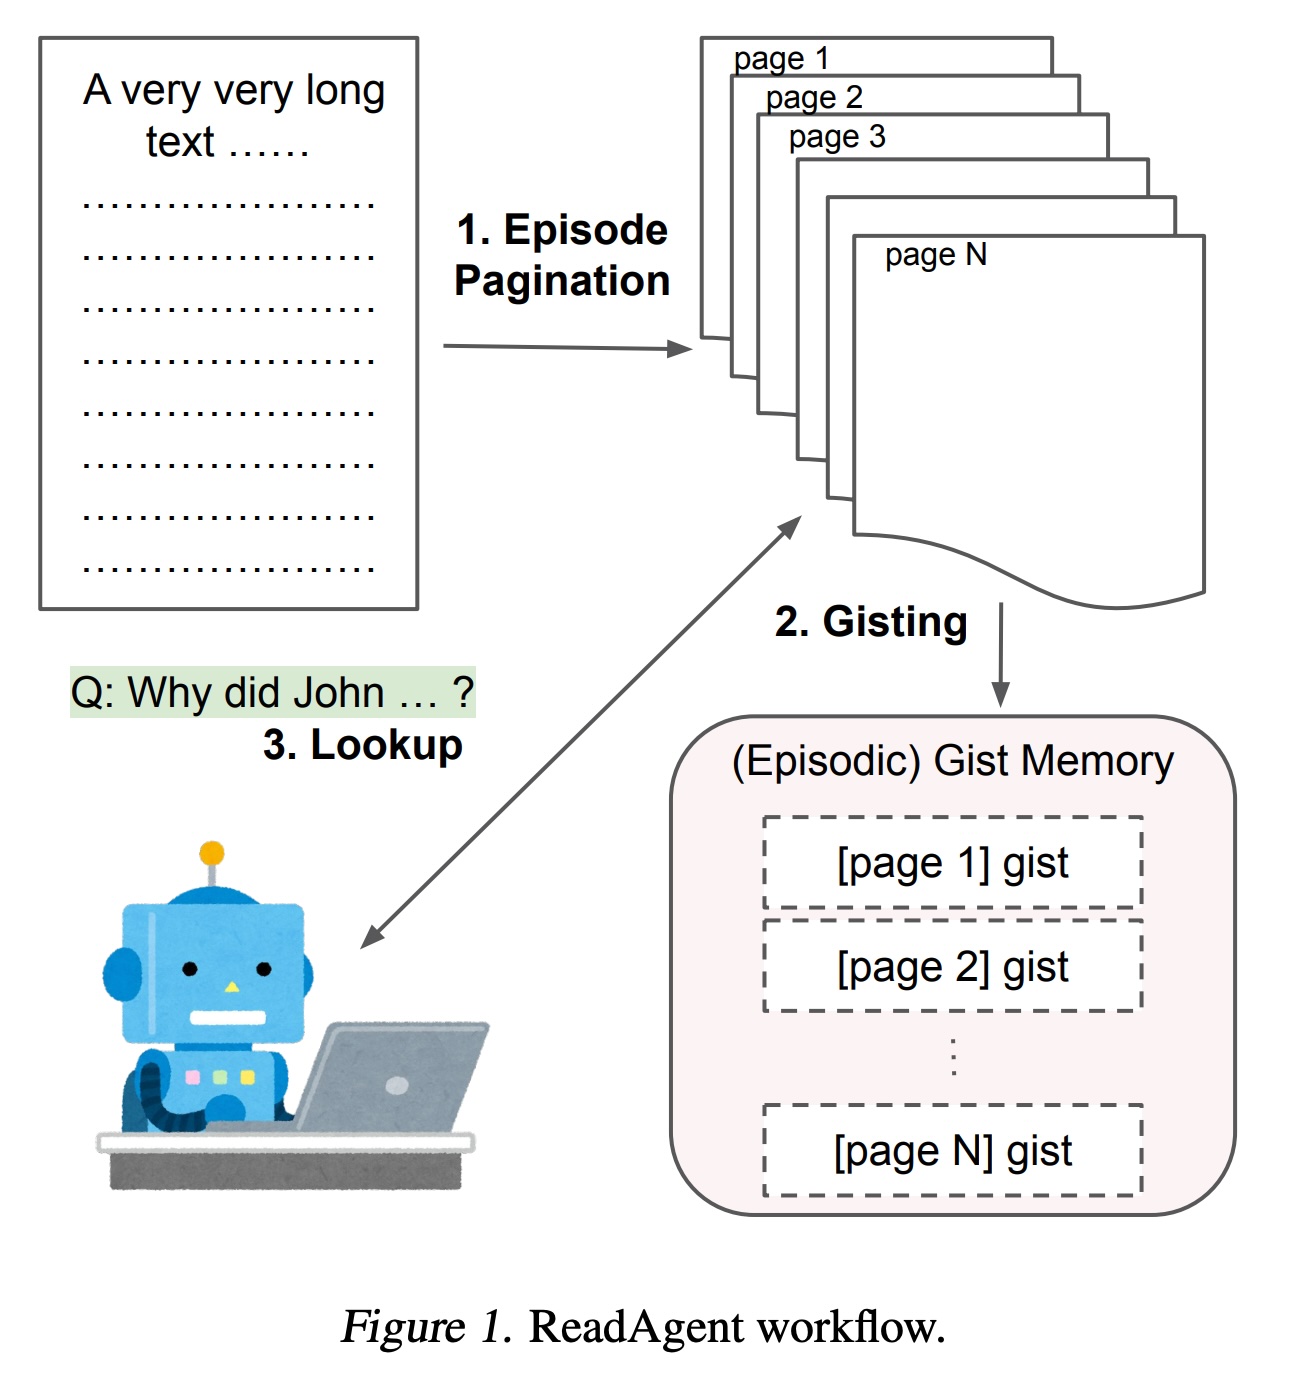 A very very long
text ……
1. Episode
Pagination
page 1
page 2
page 3
page N
2. Gisting
Q: Why did John … ?
3. Lookup
(Episodic) Gist Memory
[page 1] gist
[page 2] gist
⋮
[page N] gist
Figure 1. ReadAgent workflow.